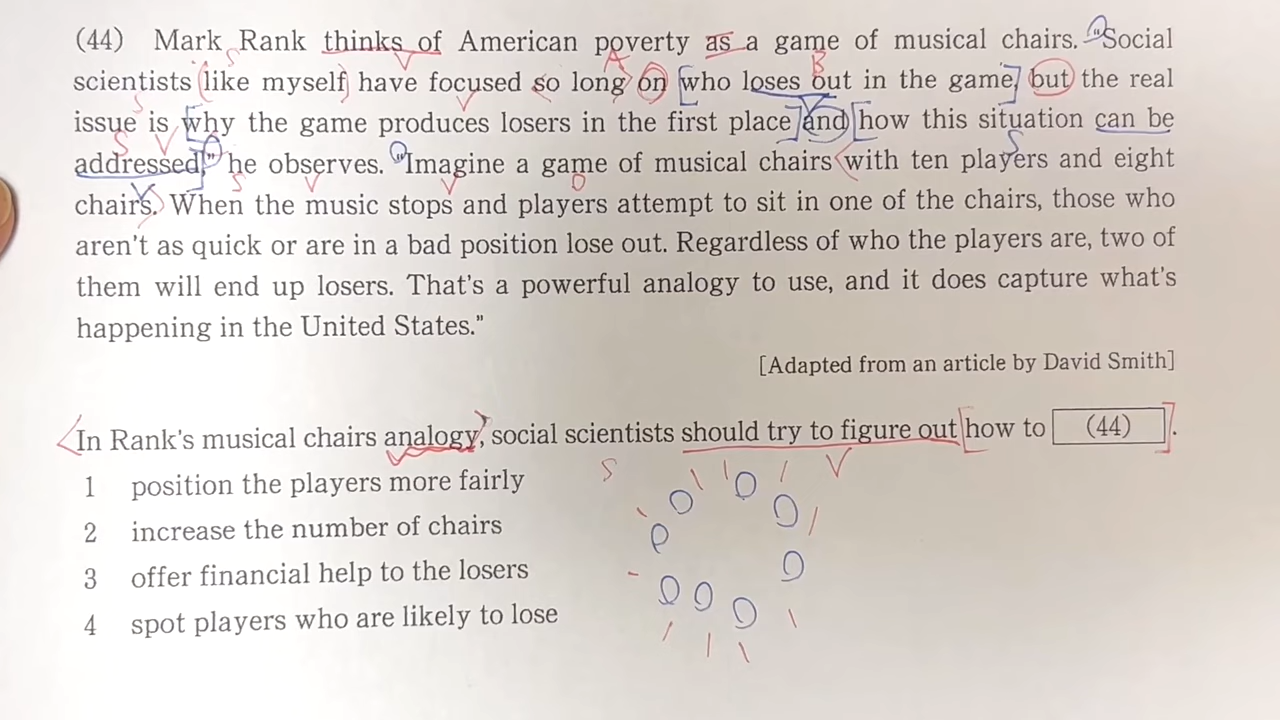 (44) Mark Rank thinks of American poverty as a game of musical chairs. "Social
scientists like myself have focused so long on who loses out in the game, but the real
issue is why the game produces losers in the first place and how this situation can be
addressed," he observes. "Imagine a game of musical chairs with ten players and eight
chairs. When the music stops and players attempt to sit in one of the chairs, those who
aren't as quick or are in a bad position lose out. Regardless of who the players are, two of
them will end up losers. That's a powerful analogy to use, and it does capture what's
happening in the United States."
[Adapted from an article by David Smith]
In Rank's musical chairs analogy, social scientists should try to figure out how to (44).
1 position the players more fairly
2 increase the number of chairs
3 offer financial help to the losers
4 spot players who are likely to lose